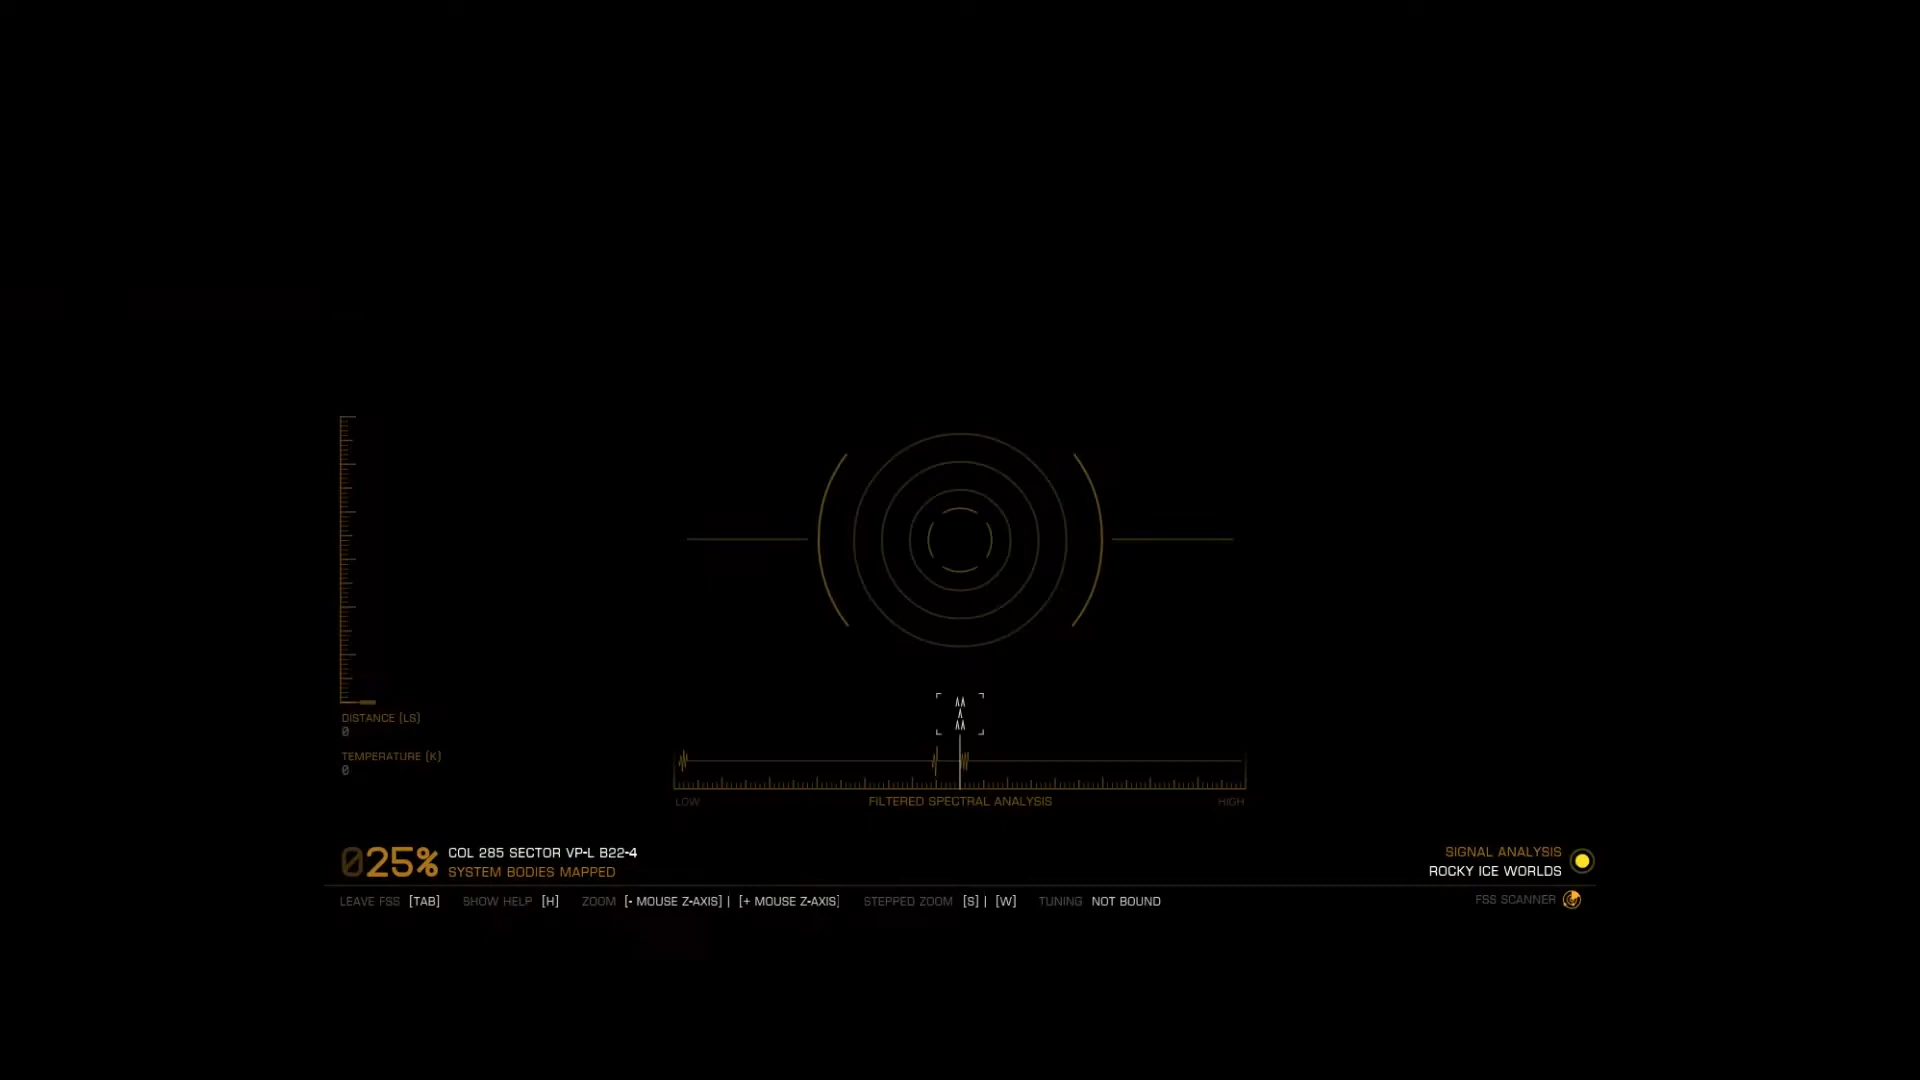 DISTANCE [LS]
0
TEMPERATURE [K]
0
LOW FILTERED SPECTRAL ANALYSIS HIGH
025% COL 285 SECTOR VP-L B22-4
SYSTEM BODIES MAPPED
SIGNAL ANALYSIS
ROCKY ICE WORLDS
LEAVE FSS [TAB] SHOW HELP [H] ZOOM [- MOUSE Z-AXIS] | [+ MOUSE Z-AXIS] STEPPED ZOOM [S] | [W] TUNING NOT BOUND
FSS SCANNER